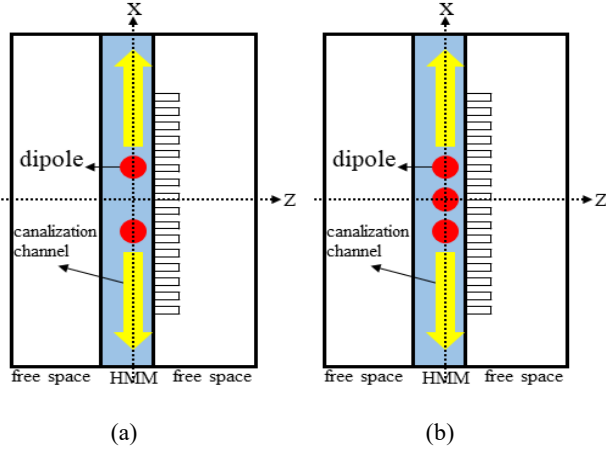 X
dipole
Z
canalization
channel
free space HMM free space
(a)
X
dipole
Z
canalization
channel
free space HMM free space
(b)